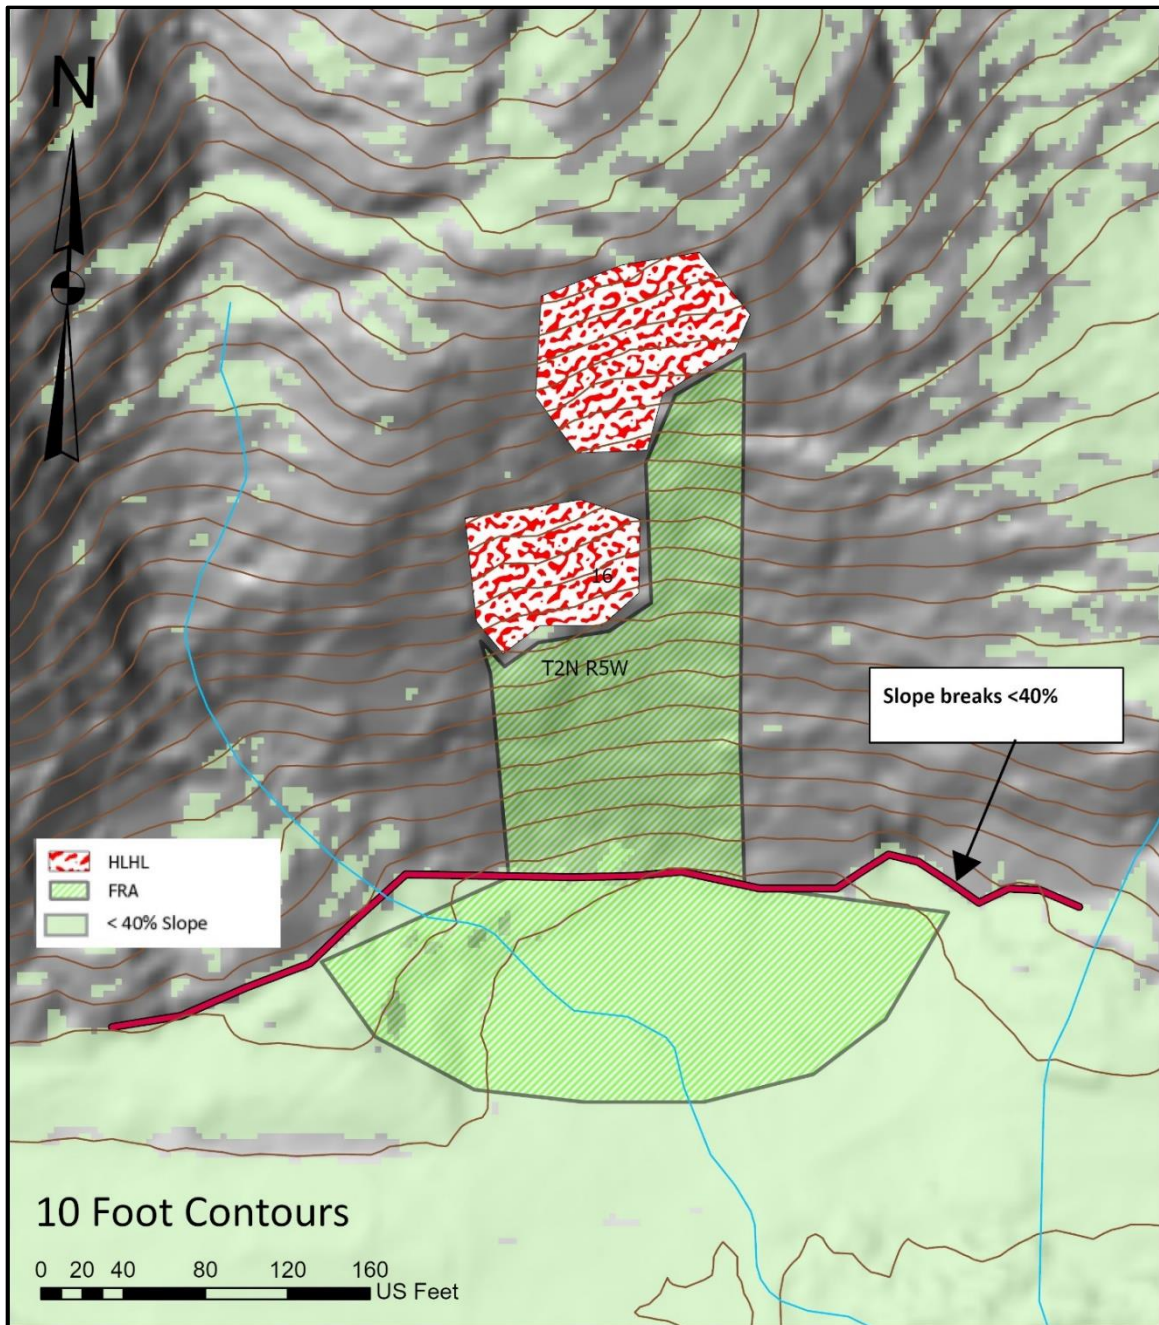 N
16
T2N R5W
Slope breaks <40%
HLHL
FRA
< 40% Slope
10 Foot Contours
0 20 40 80 120 160
US Feet